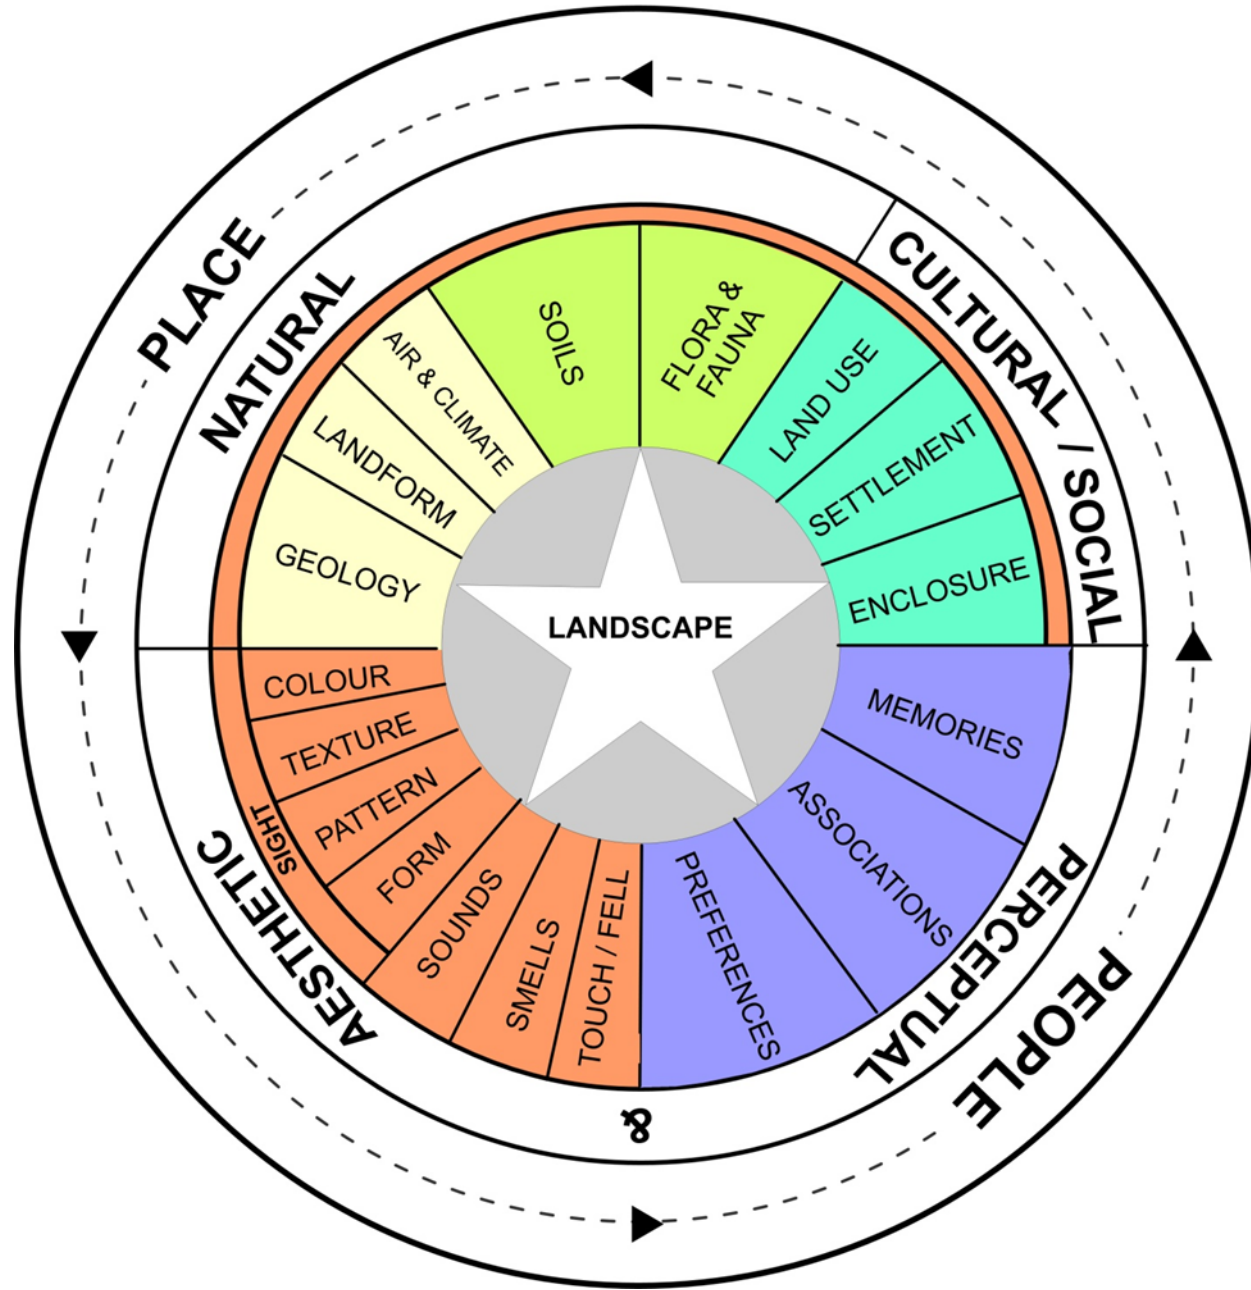 PLACE
NATURAL
CULTURAL / SOCIAL
AIR & CLIMATE
LANDFORM
GEOLOGY
SOILS
FLORA &
FAUNA
LAND USE
SETTLEMENT
ENCLOSURE
LANDSCAPE
COLOUR
TEXTURE
PATTERN
FORM
SIGHT
SOUNDS
SMELLS
TOUCH / FELL
PREFERENCES
ASSOCIATIONS
MEMORIES
AESTHETIC
&
PERCEPTUAL
PEOPLE